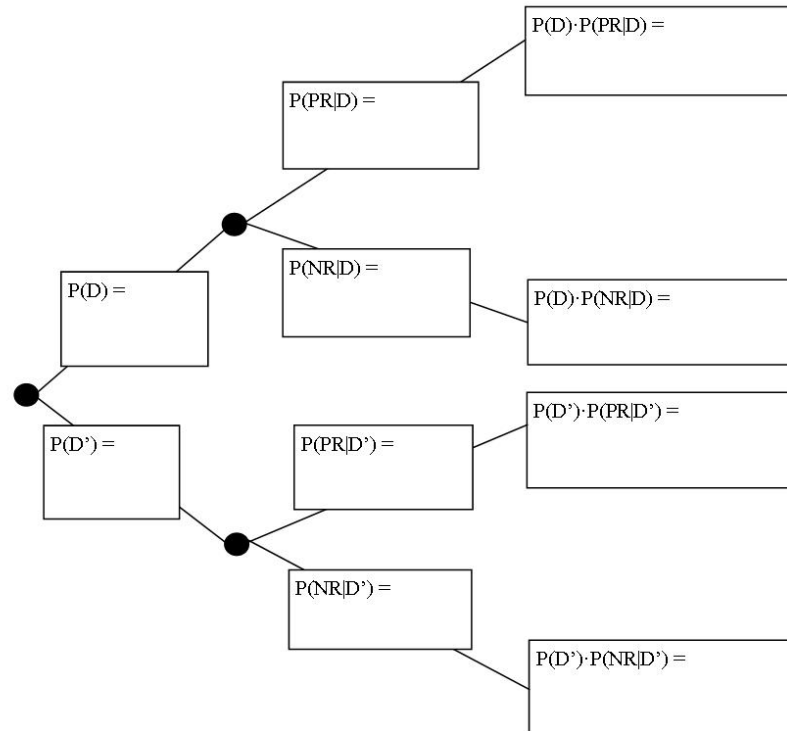 P(D)·P(PR|D) =
P(PR|D) =
P(NR|D) =
P(D) =
P(D)·P(NR|D) =
P(D’)·P(PR|D’) =
P(D’) =
P(PR|D’) =
P(NR|D’) =
P(D’)·P(NR|D’) =